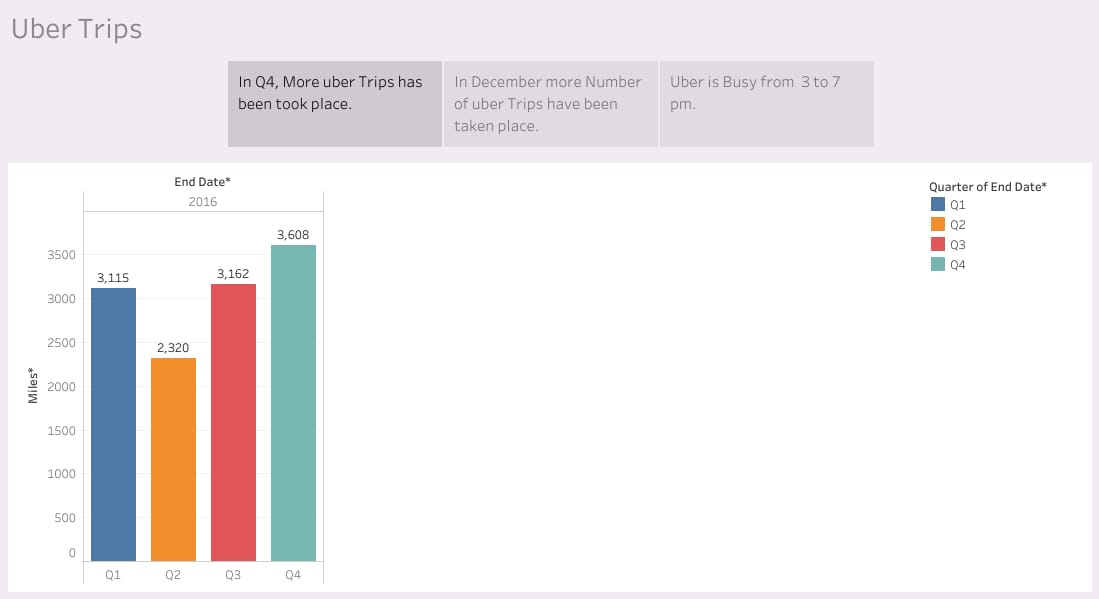 Uber Trips
In Q4, More uber Trips has
been took place.
In December more Number
of uber Trips have been
taken place.
Uber is Busy from  3 to 7
pm.
End Date*
2016
Quarter of End Date*
Q1
Q2
Q3
Q4
Miles*
3500
3000
2500
2000
1500
1000
500
0
3,115
2,320
3,162
3,608
Q1
Q2
Q3
Q4